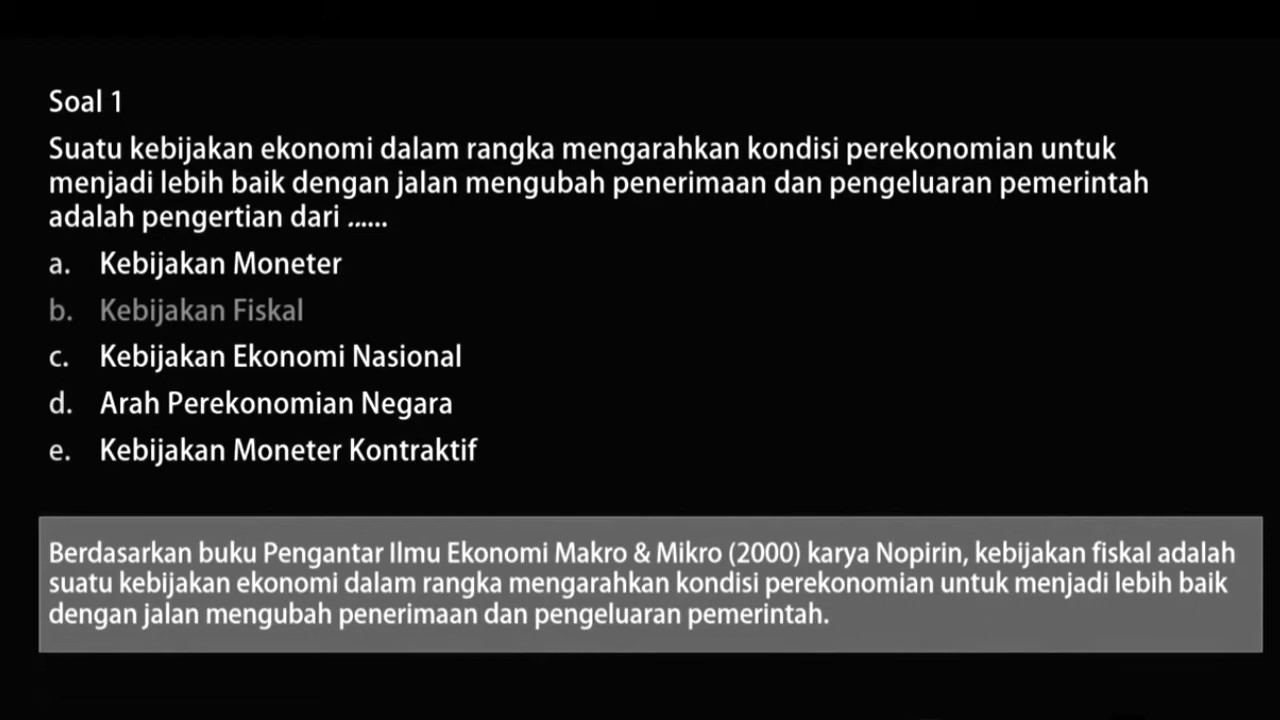 Soal 1
Suatu kebijakan ekonomi dalam rangka mengarahkan kondisi perekonomian untuk
menjadi lebih baik dengan jalan mengubah penerimaan dan pengeluaran pemerintah
adalah pengertian dari ......
a. Kebijakan Moneter
b. Kebijakan Fiskal
c. Kebijakan Ekonomi Nasional
d. Arah Perekonomian Negara
e. Kebijakan Moneter Kontraktif
Berdasarkan buku Pengantar Ilmu Ekonomi Makro & Mikro (2000) karya Nopirin, kebijakan fiskal adalah
suatu kebijakan ekonomi dalam rangka mengarahkan kondisi perekonomian untuk menjadi lebih baik
dengan jalan mengubah penerimaan dan pengeluaran pemerintah.